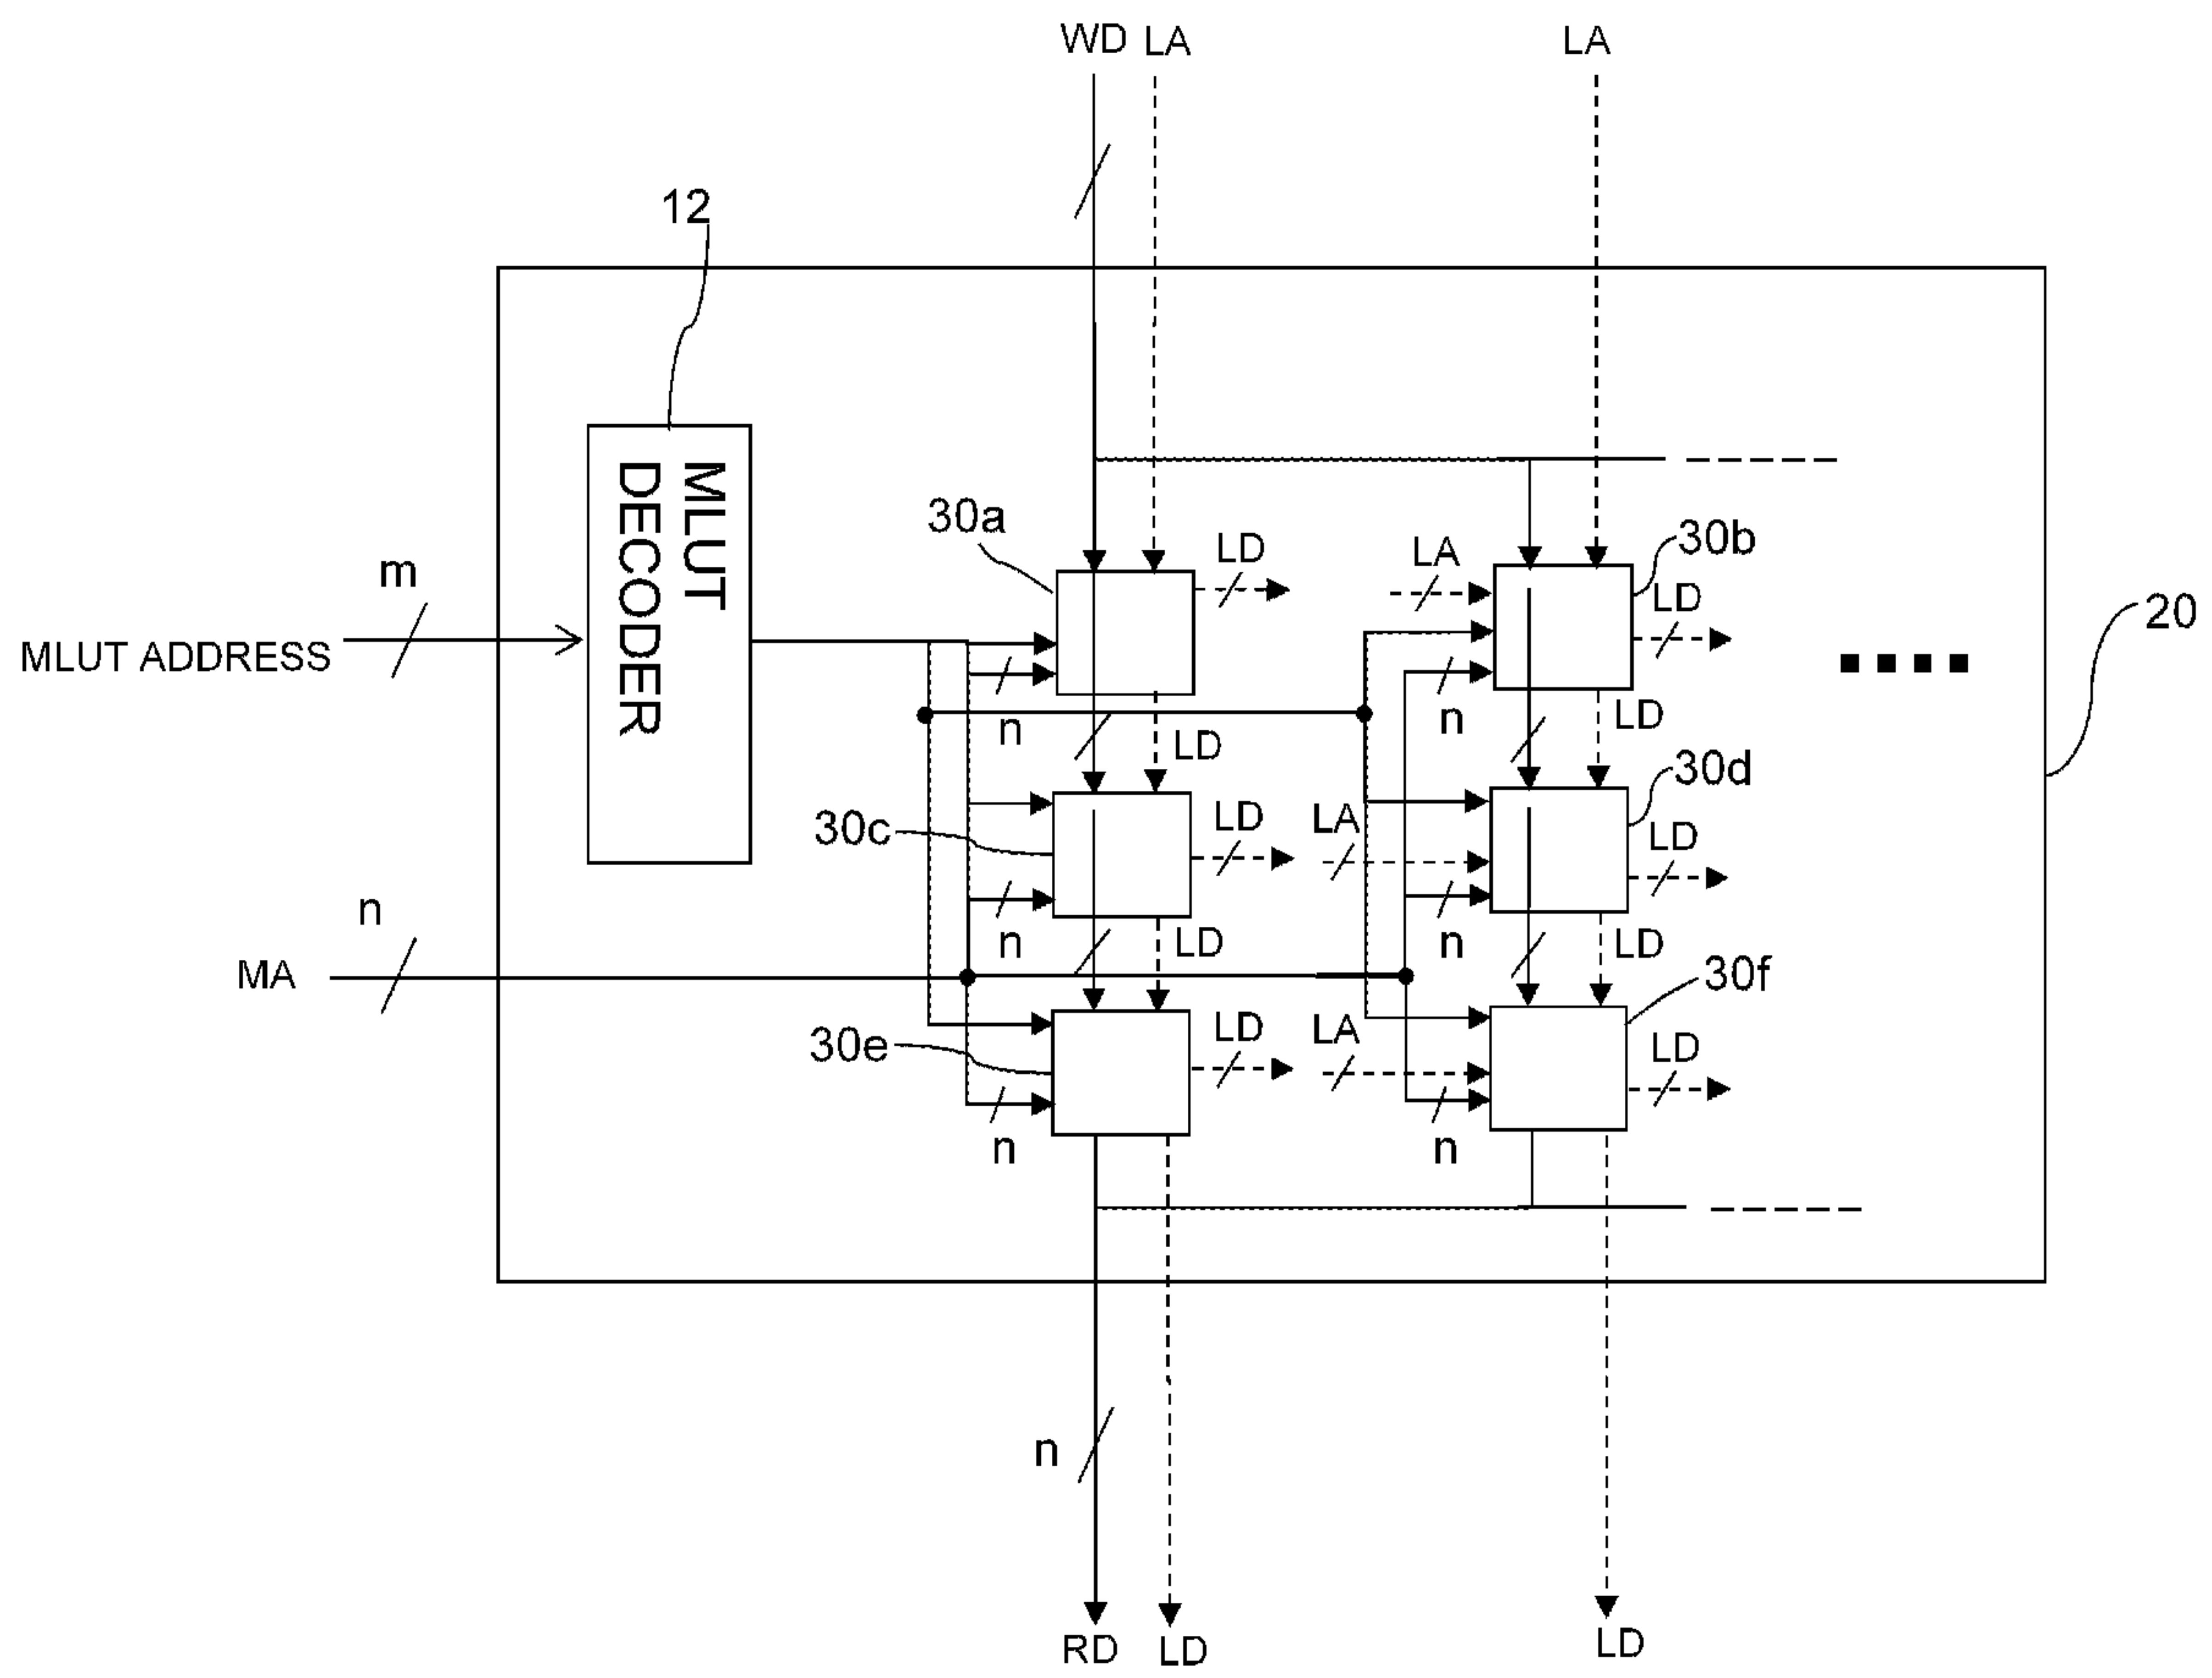 WD LA LA
12
30a
LD
LA
30b
LD
m
MLUT
DECODER
20
MLUT ADDRESS
n
LD
n
LD
30c
LD
LA
30d
LD
n
n
LD
n
LD
MA
30e
LD
LA
30f
LD
n
n
n
RD LD LD